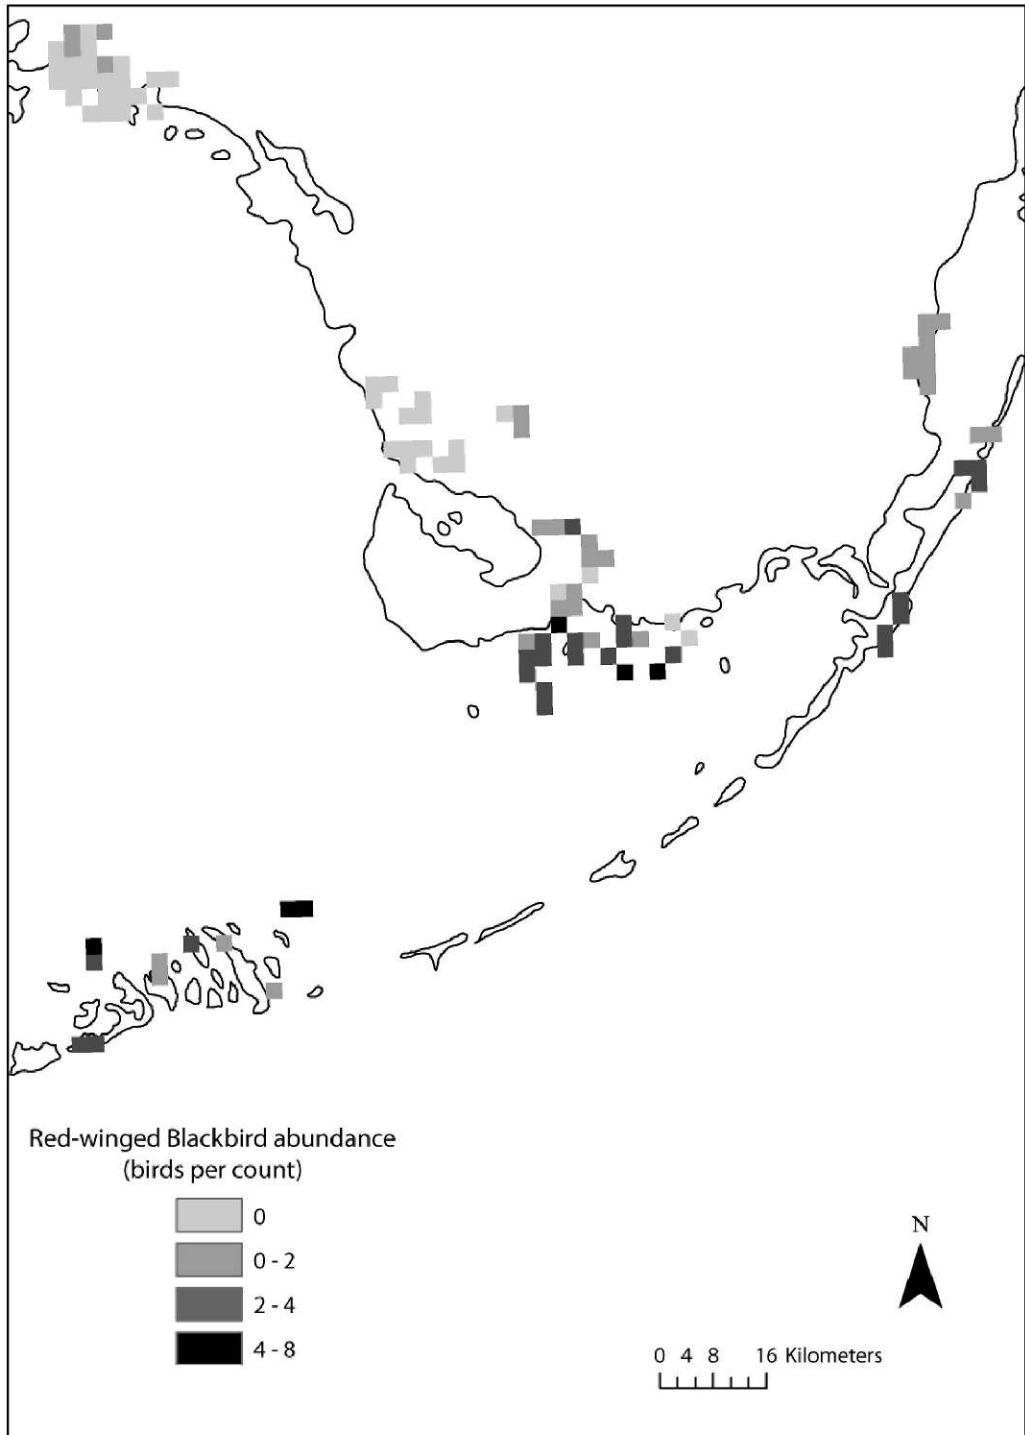 Red-winged Blackbird abundance
(birds per count)
0
0 - 2
2 - 4
4 - 8
N
0 4 8 16 Kilometers